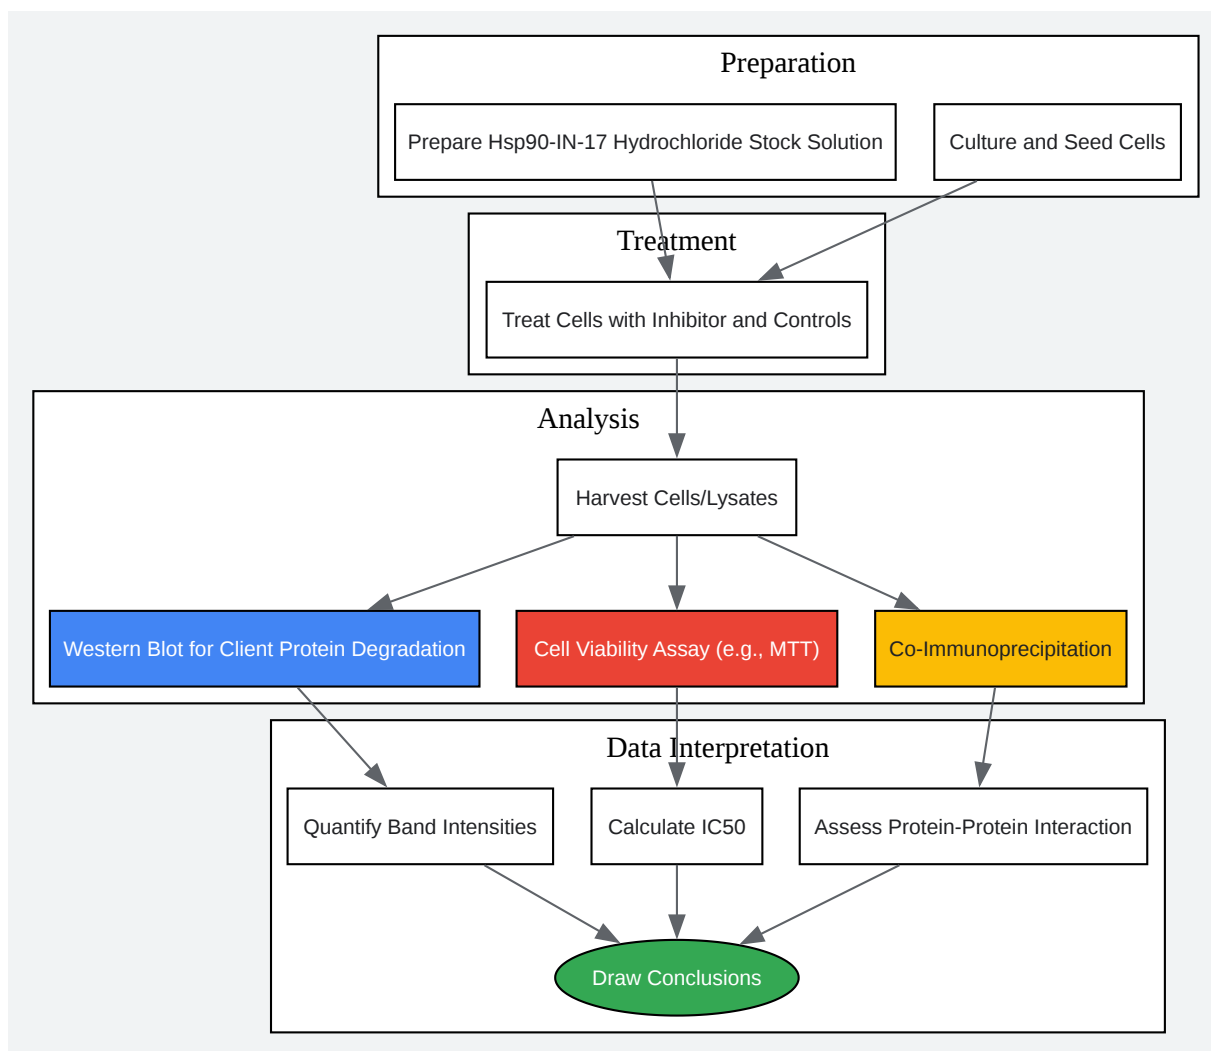 Preparation
Prepare Hsp90-IN-17 Hydrochloride Stock Solution
Culture and Seed Cells
Treatment
Treat Cells with Inhibitor and Controls
Analysis
Harvest Cells/Lysates
Western Blot for Client Protein Degradation
Cell Viability Assay (e.g., MTT)
Co-Immunoprecipitation
Data Interpretation
Quantify Band Intensities
Calculate IC50
Assess Protein-Protein Interaction
Draw Conclusions